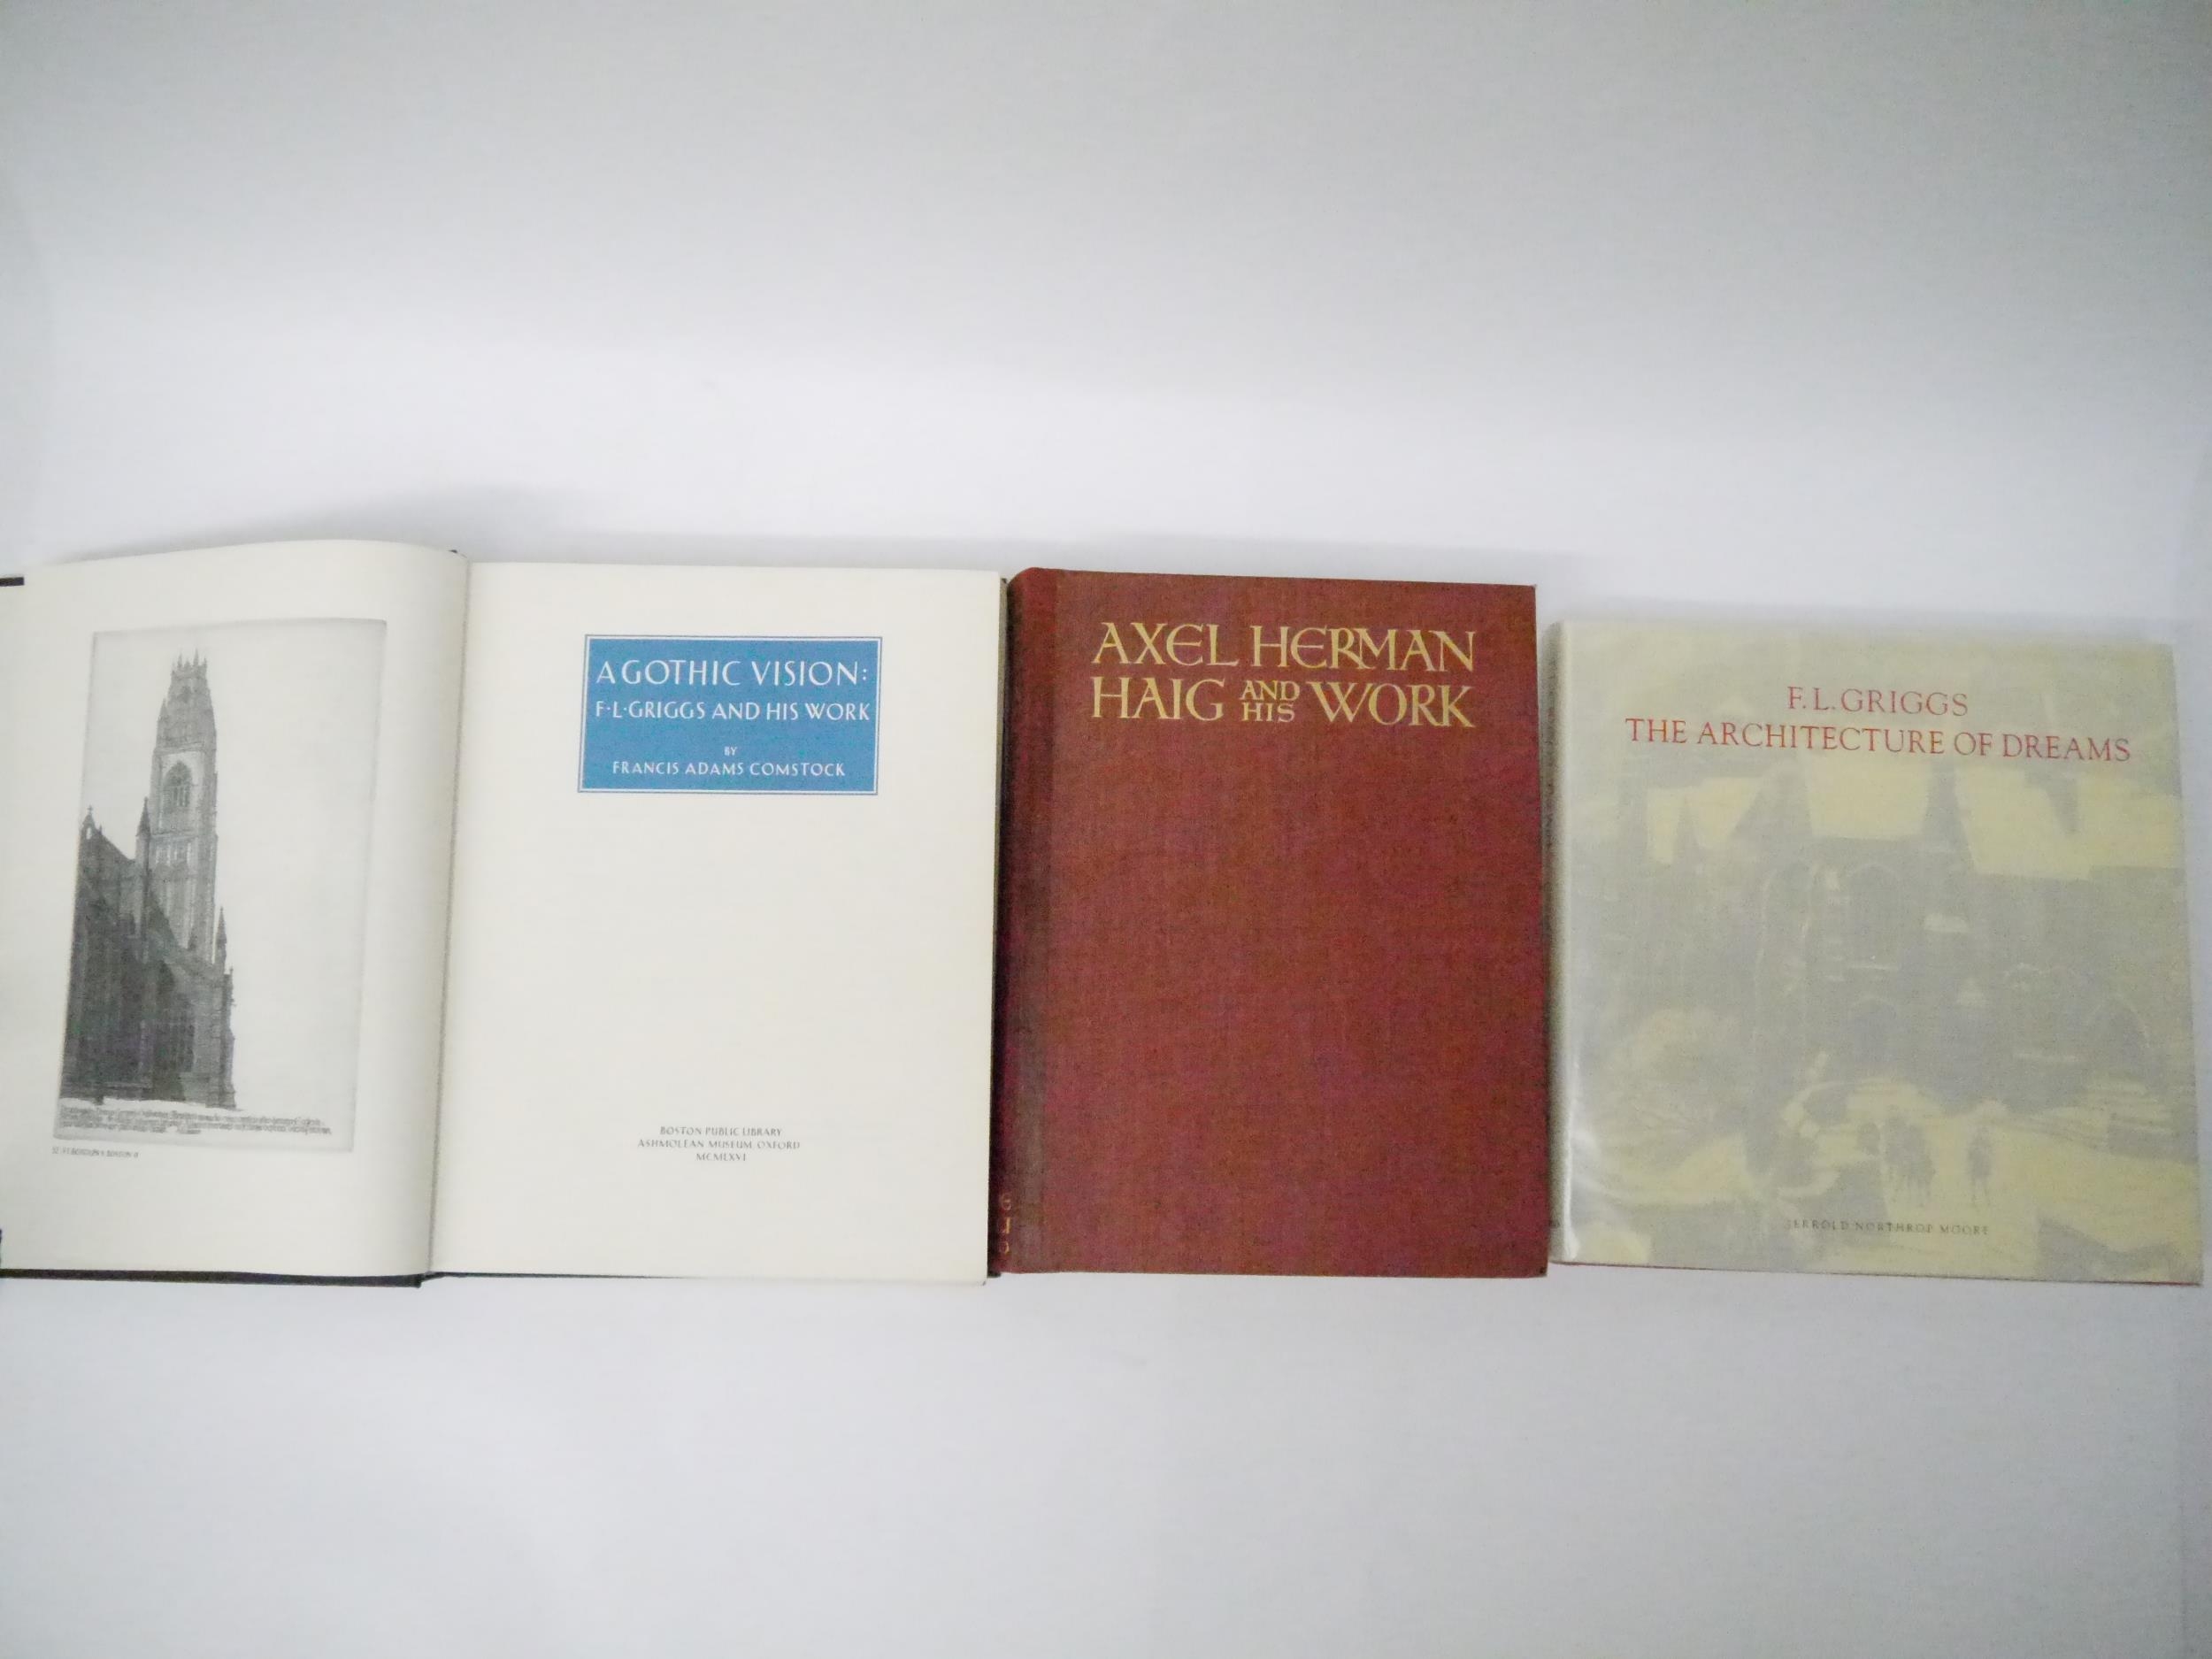 A GOTHIC VISION:
F·L·GRIGGS AND HIS WORK
BY
FRANCIS ADAMS COMSTOCK
BOSTON PUBLIC LIBRARY
ASHMOLEAN MUSEUM OXFORD
MCMLXVI
AXEL HERMAN
HAIG AND HIS WORK
F. L. GRIGGS
THE ARCHITECTURE OF DREAMS
JERROLD NORTHROP MOORE